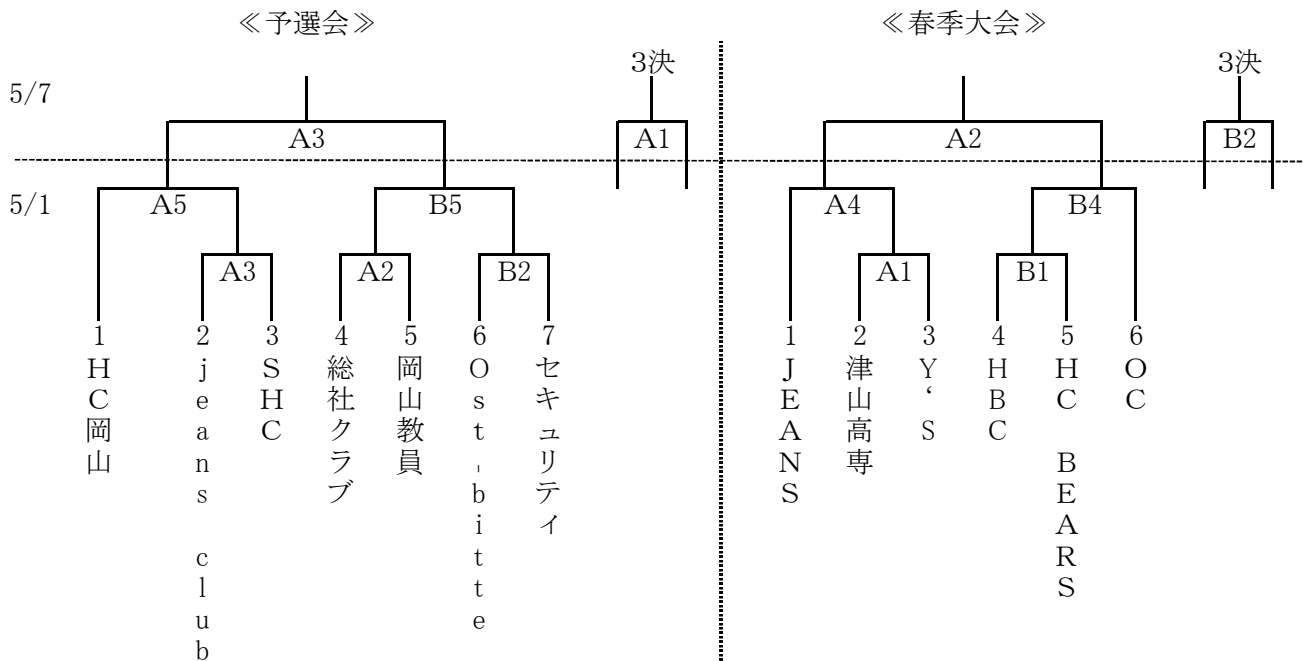 ≪予選会≫
≪春季大会≫
3決
3決
5/7
A3
A1
A2
B2
5/1
A5
B5
A4
B4
A3
A2
B2
A1
B1
1
2
3
4
5
6
7
1
2
3
4
5
6
HC岡山
jeans club
SHC
総社クラブ
岡山教員
Ost-bitte
セキュリティ
JEANS
津山高専
Y‘S
HBC
HC BEARS
OC